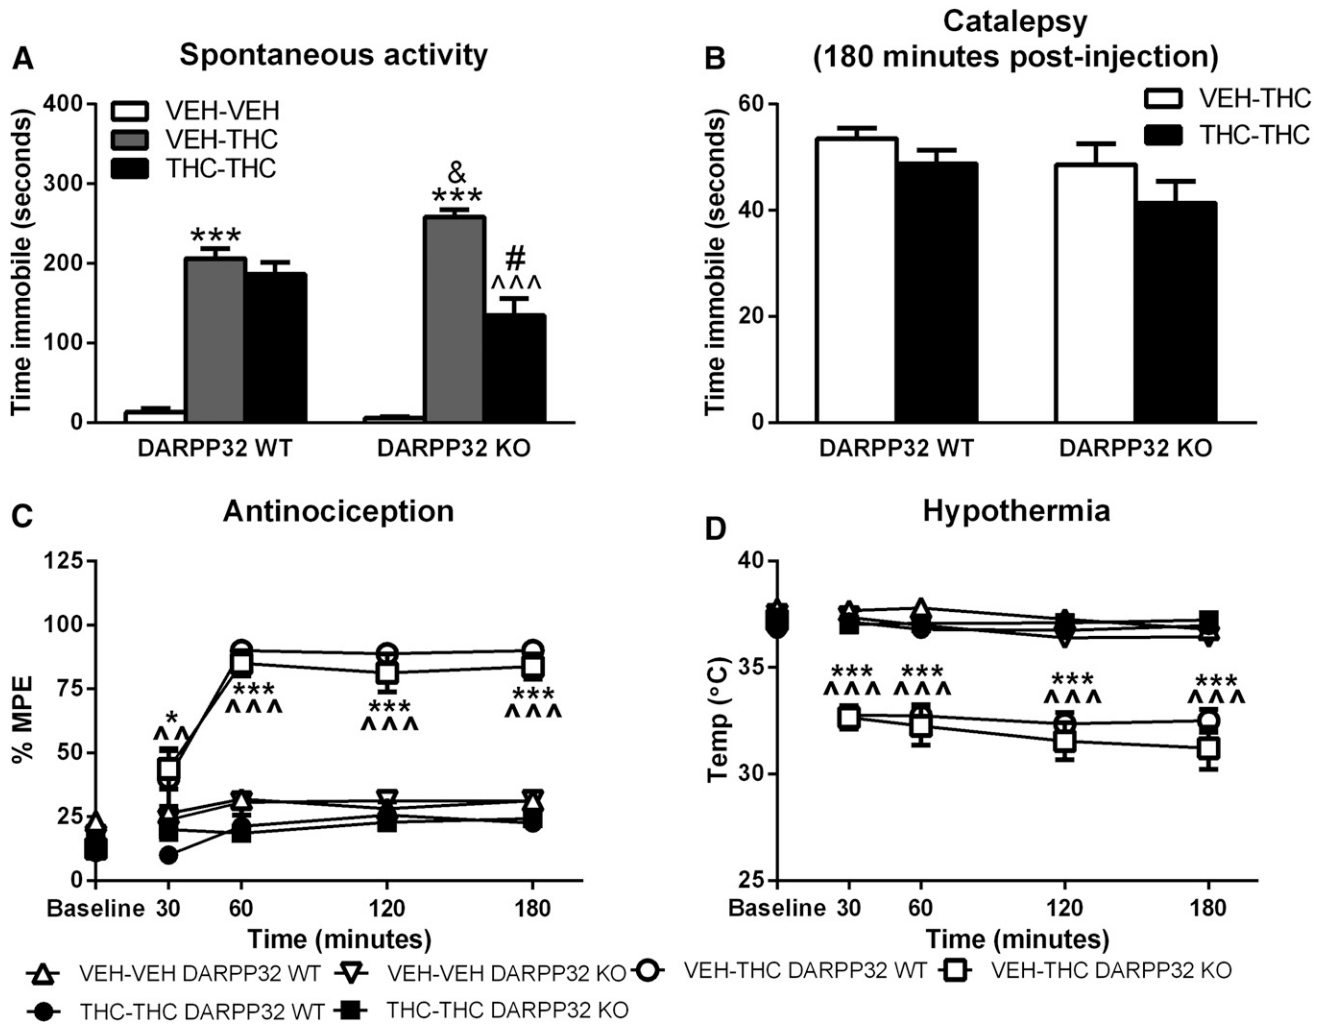 A
Spontaneous activity
Time immobile (seconds)
400
300
200
100
0
VEH-VEH
VEH-THC
THC-THC
***
&
***
#
^^^
DARPP32 WT
DARPP32 KO
B
Catalepsy
(180 minutes post-injection)
Time immobile (seconds)
60
40
20
0
VEH-THC
THC-THC
DARPP32 WT
DARPP32 KO
C
Antinociception
% MPE
125
100
75
50
25
0
*
^^
***
^^^
***
^^^
***
^^^
Baseline 30 60 120 180
Time (minutes)
D
Hypothermia
Temp (°C)
40
35
30
25
***
^^^
***
^^^
***
^^^
***
^^^
Baseline 30 60 120 180
Time (minutes)
VEH-VEH DARPP32 WT VEH-VEH DARPP32 KO VEH-THC DARPP32 WT VEH-THC DARPP32 KO
THC-THC DARPP32 WT THC-THC DARPP32 KO